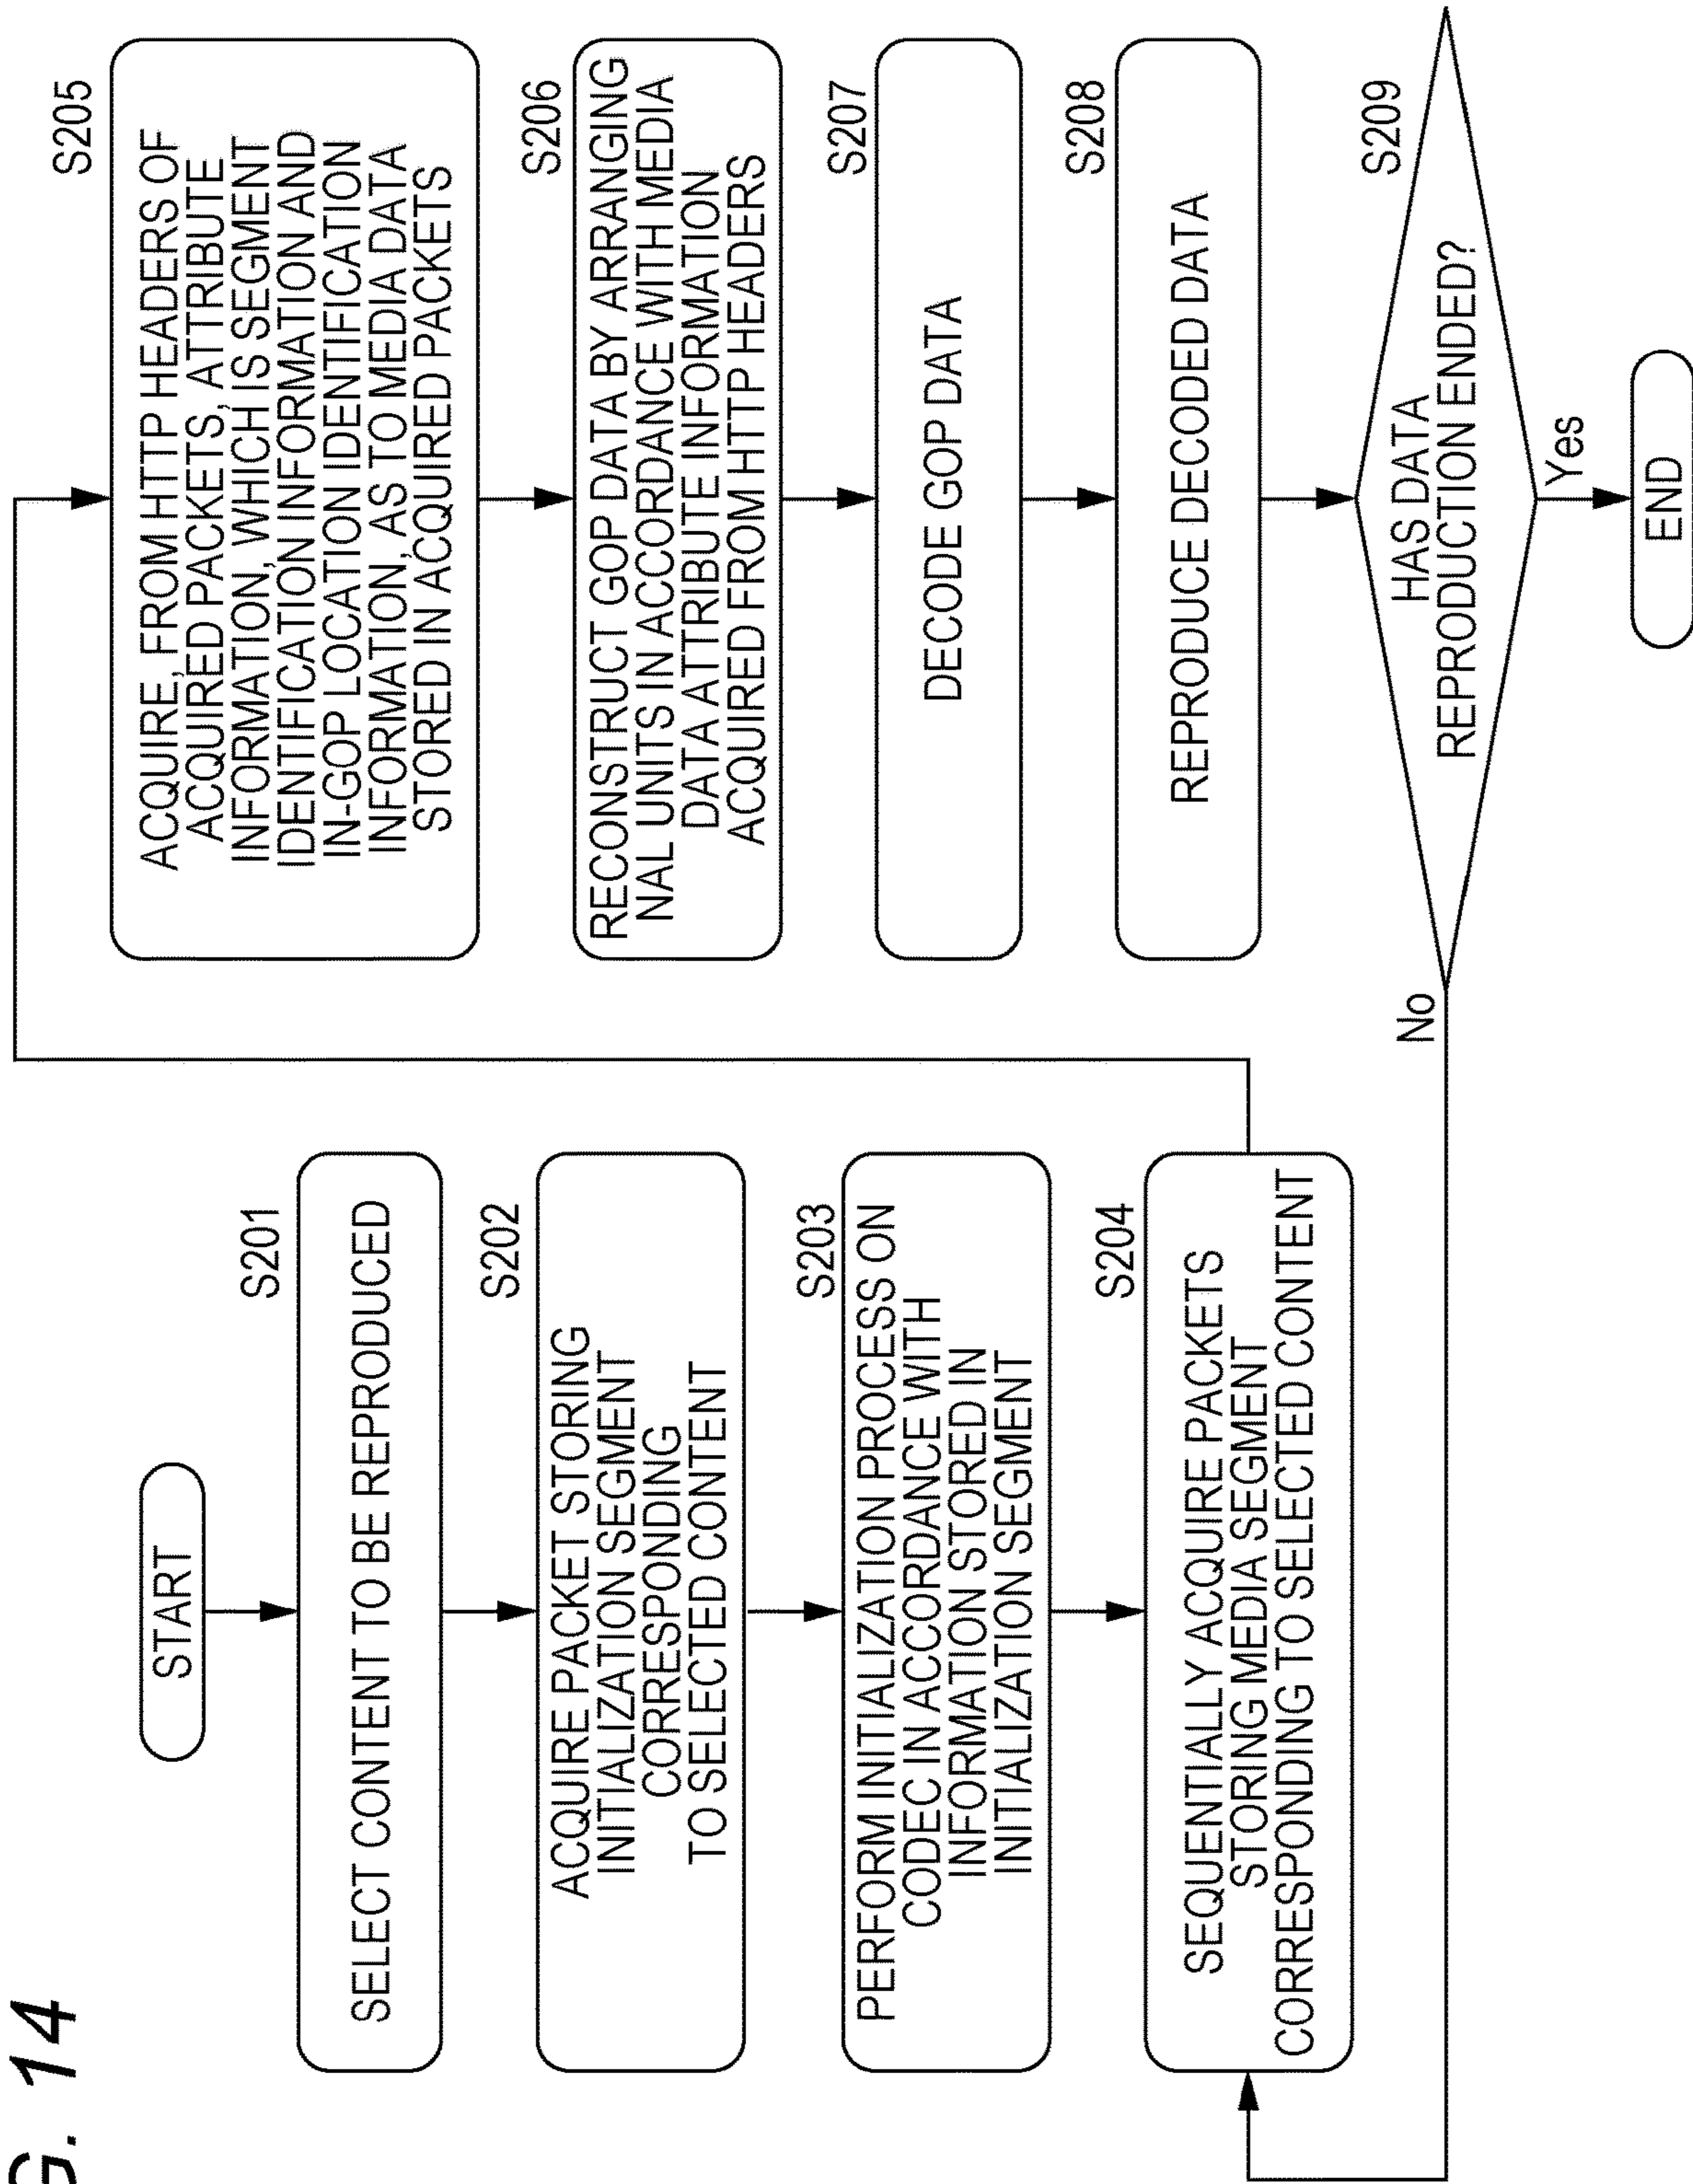 G. 14
START
S201
SELECT CONTENT TO BE REPRODUCED
S202
ACQUIRE PACKET STORING
INITIALIZATION SEGMENT
CORRESPONDING
TO SELECTED CONTENT
S203
PERFORM INITIALIZATION PROCESS ON
CODEC IN ACCORDANCE WITH
INFORMATION STORED IN
INITIALIZATION SEGMENT
S204
SEQUENTIALLY ACQUIRE PACKETS
STORING MEDIA SEGMENT
CORRESPONDING TO SELECTED CONTENT
S205
ACQUIRE, FROM HTTP HEADERS OF
ACQUIRED PACKETS, ATTRIBUTE
INFORMATION, WHICH IS SEGMENT
IDENTIFICATION INFORMATION AND
IN-GOP LOCATION IDENTIFICATION
INFORMATION, AS TO MEDIA DATA
STORED IN ACQUIRED PACKETS
S206
RECONSTRUCT GOP DATA BY ARRANGING
NAL UNITS IN ACCORDANCE WITH MEDIA
DATA ATTRIBUTE INFORMATION
ACQUIRED FROM HTTP HEADERS
S207
DECODE GOP DATA
S208
REPRODUCE DECODED DATA
S209
HAS DATA
REPRODUCTION ENDED?
No
Yes
END